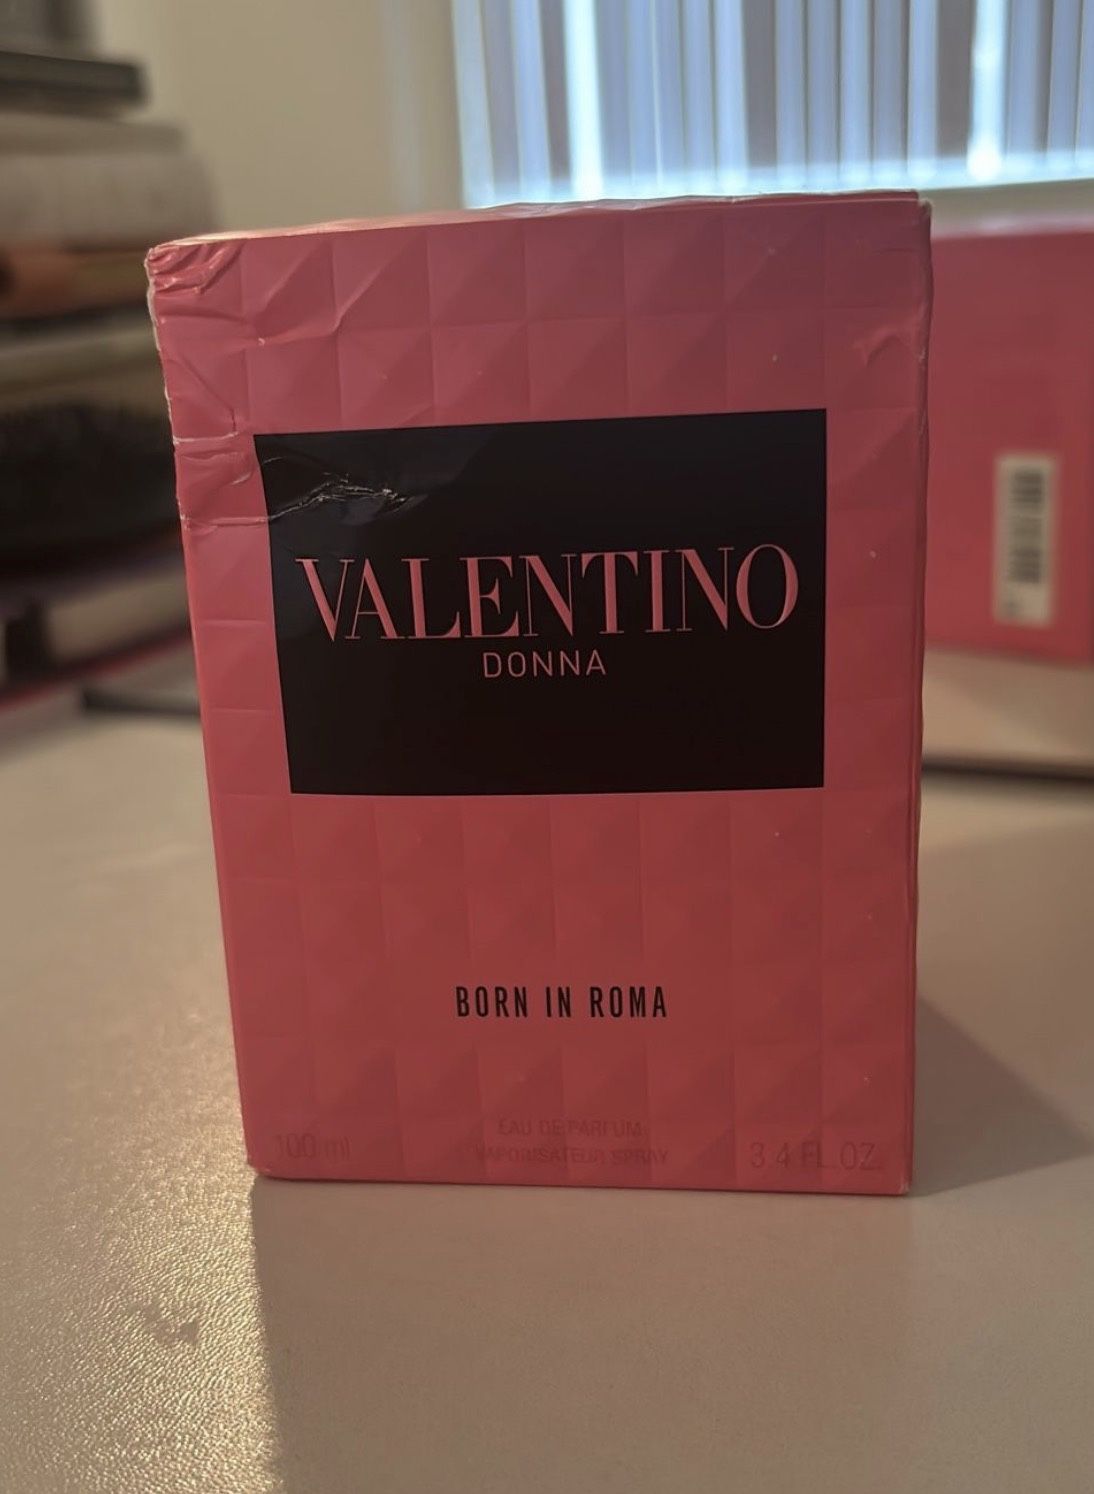 VALENTINO
DONNA
BORN IN ROMA
EAU DE PARFUM
VAPORISATEUR SPRAY
100 ml
3.4 FL.OZ.